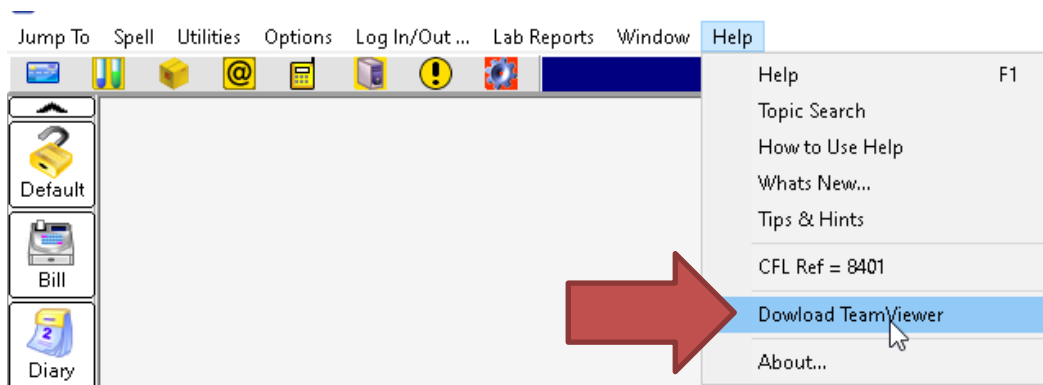 Jump To Spell Utilities Options Log In/Out ... Lab Reports Window Help
@
Help F1
Topic Search
How to Use Help
Whats New...
Tips & Hints
CFL Ref = 8401
Dowload TeamViewer
About...
Default
Bill
2
Diary